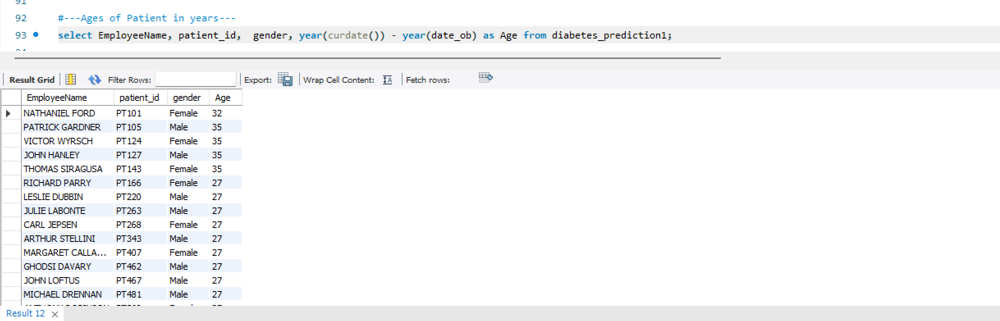 91
92 #---Ages of Patient in years---
93 select EmployeeName, patient_id,  gender, year(curdate()) - year(date_ob) as Age from diabetes_prediction1;
Result Grid Filter Rows: Export: Wrap Cell Content: Fetch rows:
EmployeeName patient_id gender Age
NATHANIEL FORD PT101 Female 32
PATRICK GARDNER PT105 Male 35
VICTOR WYRSCH PT124 Female 35
JOHN HANLEY PT127 Male 35
THOMAS SIRAGUSA PT143 Female 35
RICHARD PARRY PT166 Female 27
LESLIE DUBBIN PT220 Male 27
JULIE LABONTE PT263 Male 27
CARL JEPSEN PT268 Female 27
ARTHUR STELLINI PT343 Male 27
MARGARET CALLA... PT407 Female 27
GHODSI DAVARY PT462 Male 27
JOHN LOFTUS PT467 Male 27
MICHAEL DRENNAN PT481 Male 27
Result 12